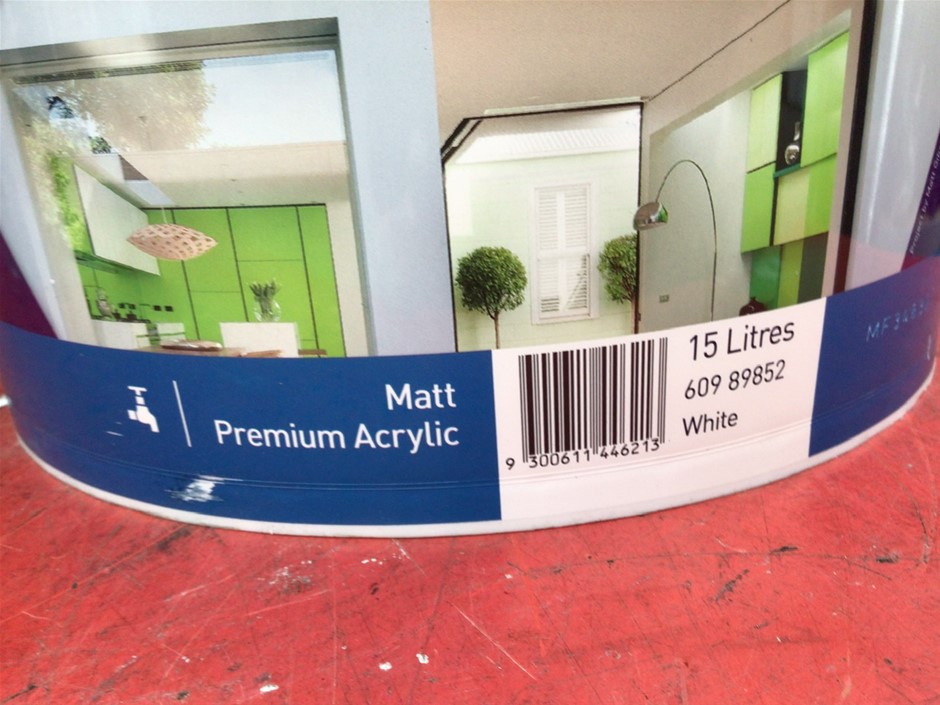 Matt
Premium Acrylic
9 300611 446213
15 Litres
609 89852
White